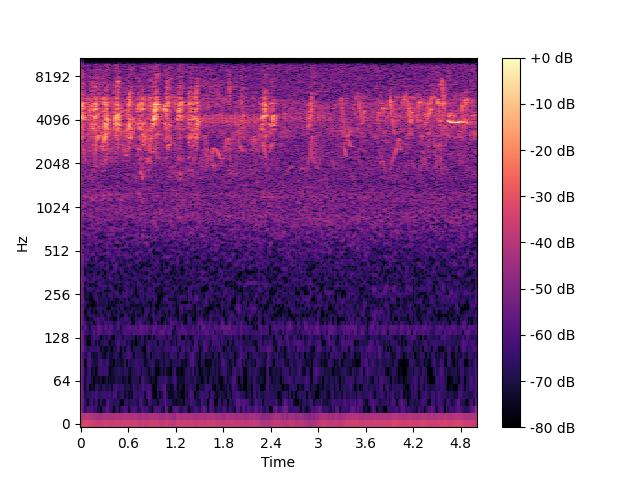 8192
4096
2048
1024
512
256
128
64
0
Hz
0
0.6
1.2
1.8
2.4
3
3.6
4.2
4.8
Time
+0 dB
-10 dB
-20 dB
-30 dB
-40 dB
-50 dB
-60 dB
-70 dB
-80 dB